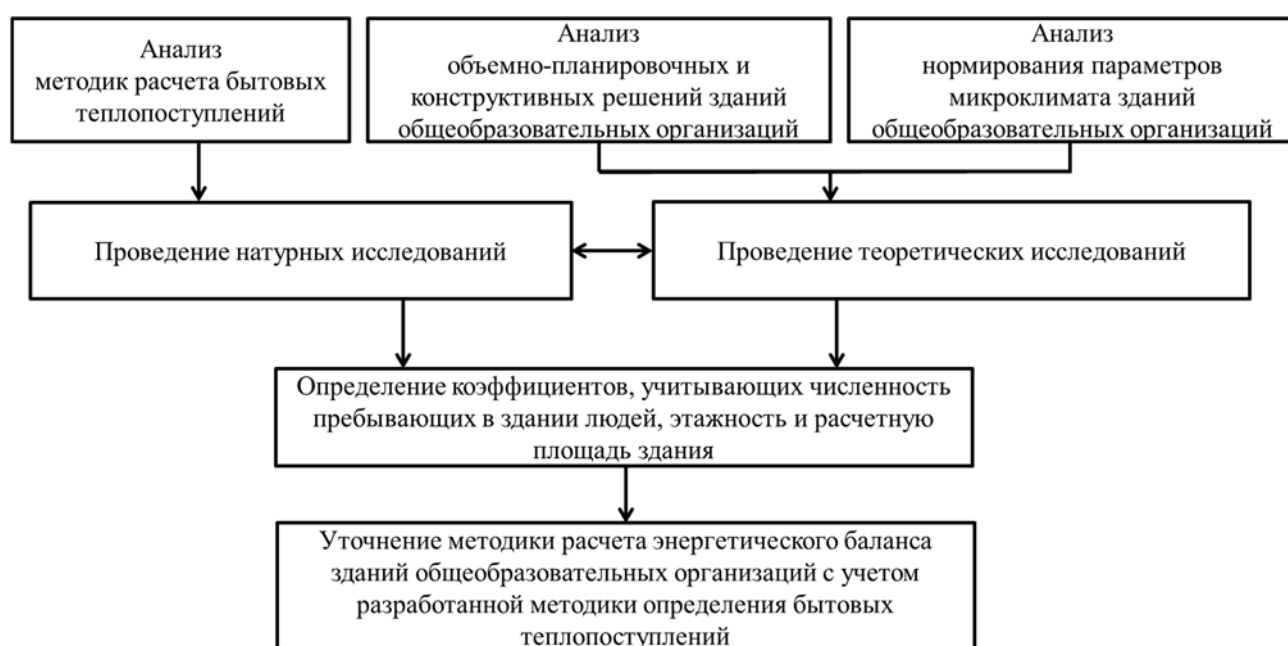 Анализ
методик расчета бытовых
теплопоступлений
Анализ
объемно-планировочных и
конструктивных решений зданий
общеобразовательных организаций
Анализ
нормирования параметров
микроклимата зданий
общеобразовательных организаций
Проведение натурных исследований
Проведение теоретических исследований
Определение коэффициентов, учитывающих численность
пребывающих в здании людей, этажность и расчетную
площадь здания
Уточнение методики расчета энергетического баланса
зданий общеобразовательных организаций с учетом
разработанной методики определения бытовых
теплопоступлений